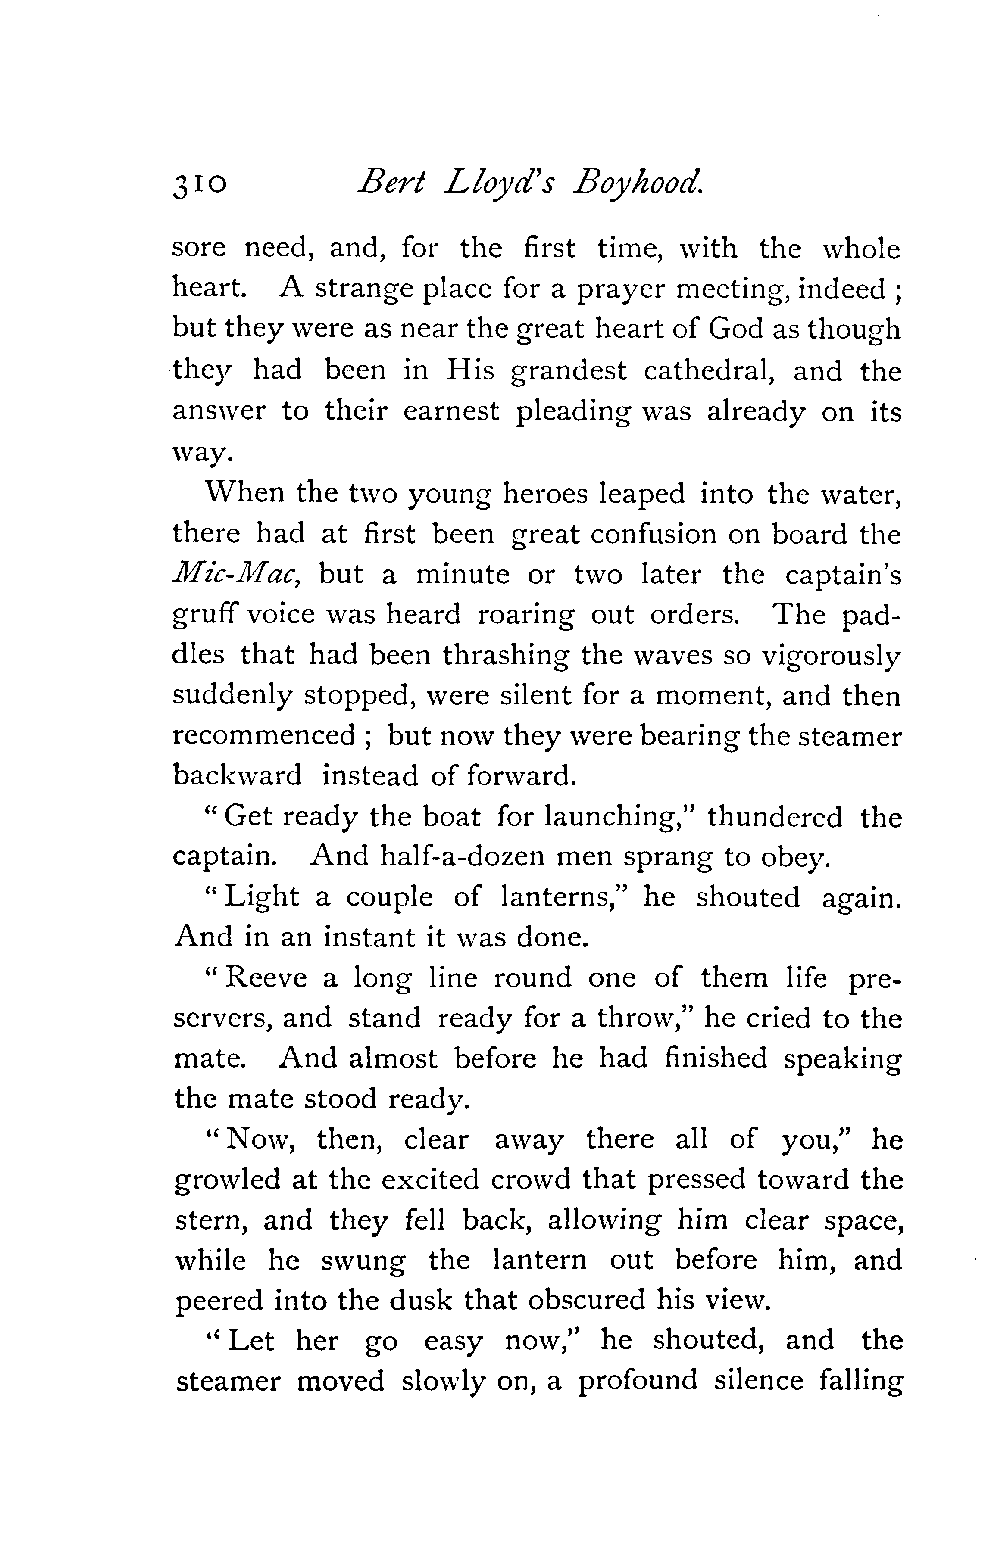 310 Bert Lloyd's Boyhood.
sore need, and, for the first time, with the whole
heart. A strange place for a prayer meeting, indeed ;
but they were as near the great heart of God as though
they had been in His grandest cathedral, and the
answer to their earnest pleading was already on its
way.
When the two young heroes leaped into the water,
there had at first been great confusion on board the
Mic-Mac, but a minute or two later the captain's
gruff voice was heard roaring out orders. The pad-
dles that had been thrashing the waves so vigorously
suddenly stopped, were silent for a moment, and then
recommenced ; but now they were bearing the steamer
backward instead of forward.
“Get ready the boat for launching,” thundered the
captain. And half-a-dozen men sprang to obey.
“Light a couple of lanterns,” he shouted again.
And in an instant it was done.
“Reeve a long line round one of them life pre-
servers, and stand ready for a throw,” he cried to the
mate. And almost before he had finished speaking
the mate stood ready.
“Now, then, clear away there all of you,” he
growled at the excited crowd that pressed toward the
stern, and they fell back, allowing him clear space,
while he swung the lantern out before him, and
peered into the dusk that obscured his view.
“Let her go easy now,” he shouted, and the
steamer moved slowly on, a profound silence falling